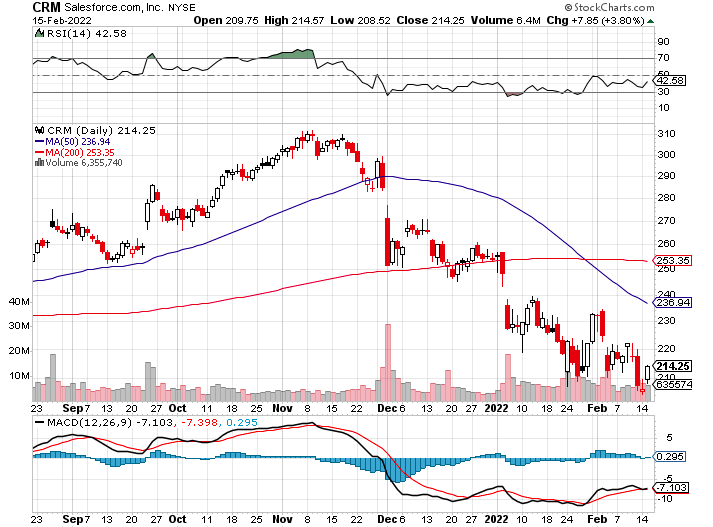 CRM Salesforce.com, Inc. NYSE © StockCharts.com
15-Feb-2022 Open 209.75 High 214.57 Low 208.52 Close 214.25 Volume 6.4M Chg +7.85 (+3.80%)
RSI(14) 42.58
90
70
50
42.58
30
10
CRM (Daily) 214.25
MA(50) 236.94
MA(200) 253.35
Volume 6,355,740
310
300
290
280
270
260
253.35
250
240
236.94
230
220
214.25
210
635574
40M
30M
20M
10M
23 Sep 7 13 20 27 Oct 11 18 25 Nov 8 15 22 Dec 6 13 20 27 2022 10 18 24 Feb 7 14
MACD(12,26,9) -7.103, -7.398, 0.295
5
0.295
-7.103
-10
23 Sep 7 13 20 27 Oct 11 18 25 Nov 8 15 22 Dec 6 13 20 27 2022 10 18 24 Feb 7 14